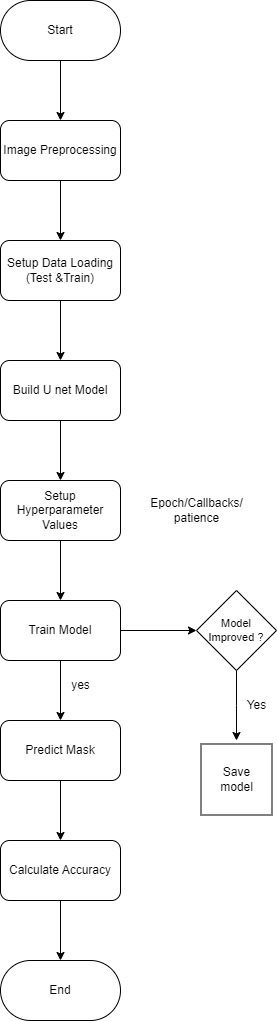 Start
Image Preprocessing
Setup Data Loading
(Test &Train)
Build U net Model
Setup
Hyperparameter
Values
Epoch/Callbacks/
patience
Train Model
Model
Improved ?
yes
Yes
Predict Mask
Save
model
Calculate Accuracy
End